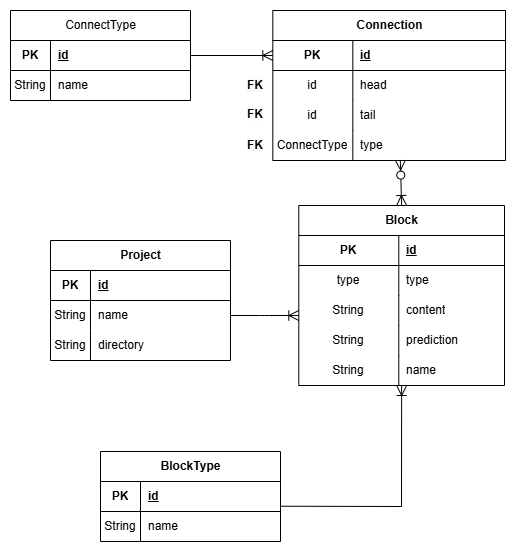 ConnectType
PK id
String name
Connection
PK id
FK id head
FK id tail
FK ConnectType type
Block
PK id
type type
String content
String prediction
String name
Project
PK id
String name
String directory
BlockType
PK id
String name